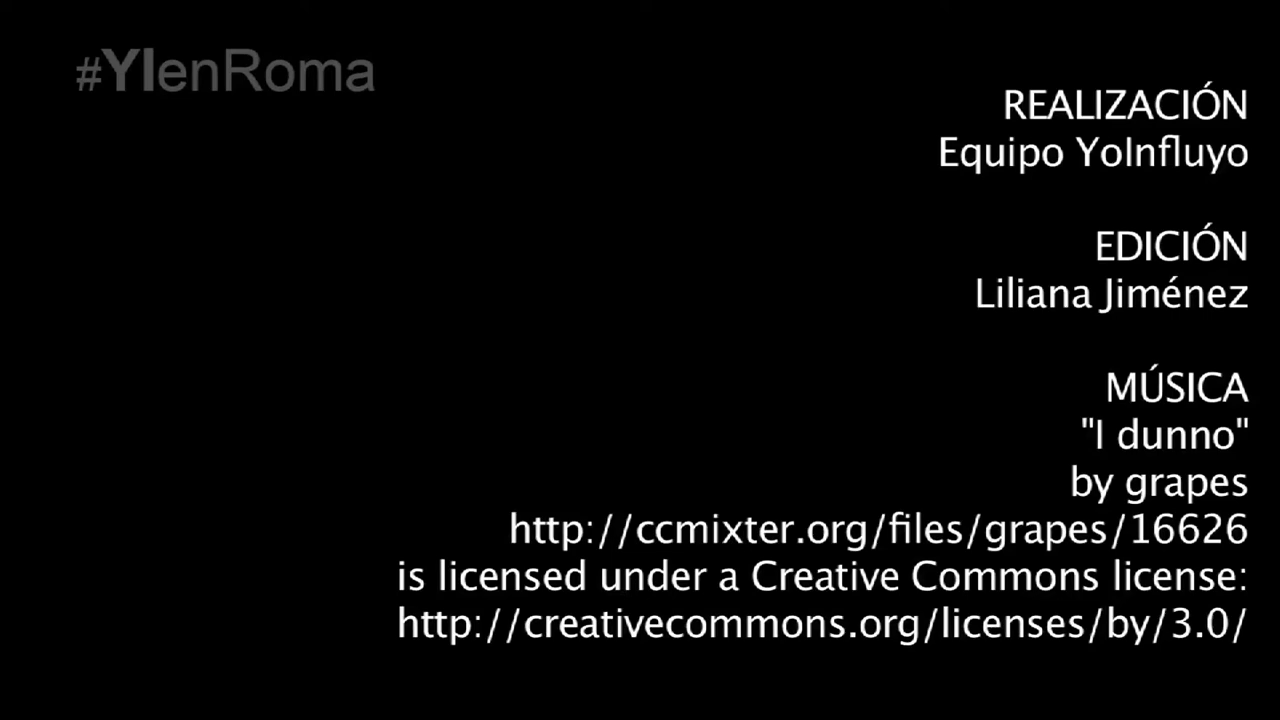 #YIenRoma
REALIZACIÓN
Equipo YoInfluyo
EDICIÓN
Liliana Jiménez
MÚSICA
"I dunno"
by grapes
http://ccmixter.org/files/grapes/16626
is licensed under a Creative Commons license:
http://creativecommons.org/licenses/by/3.0/